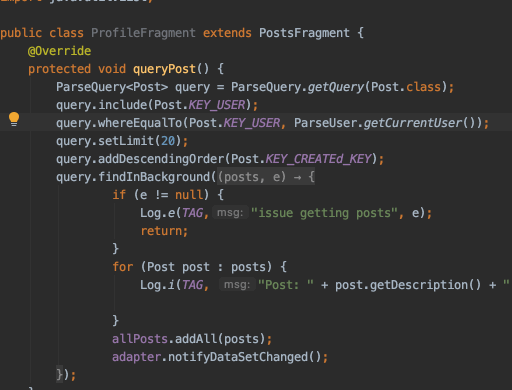 public class ProfileFragment extends PostsFragment {
@Override
protected void queryPost() {
ParseQuery<Post> query = ParseQuery.getQuery(Post.class);
query.include(Post.KEY_USER);
query.whereEqualTo(Post.KEY_USER, ParseUser.getCurrentUser());
query.setLimit(20);
query.addDescendingOrder(Post.KEY_CREATEd_KEY);
query.findInBackground((posts, e) → {
if (e != null) {
Log.e(TAG, msg: "issue getting posts", e);
return;
}
for (Post post : posts) {
Log.i(TAG, msg: "Post: " + post.getDescription() + "
}
allPosts.addAll(posts);
adapter.notifyDataSetChanged();
});